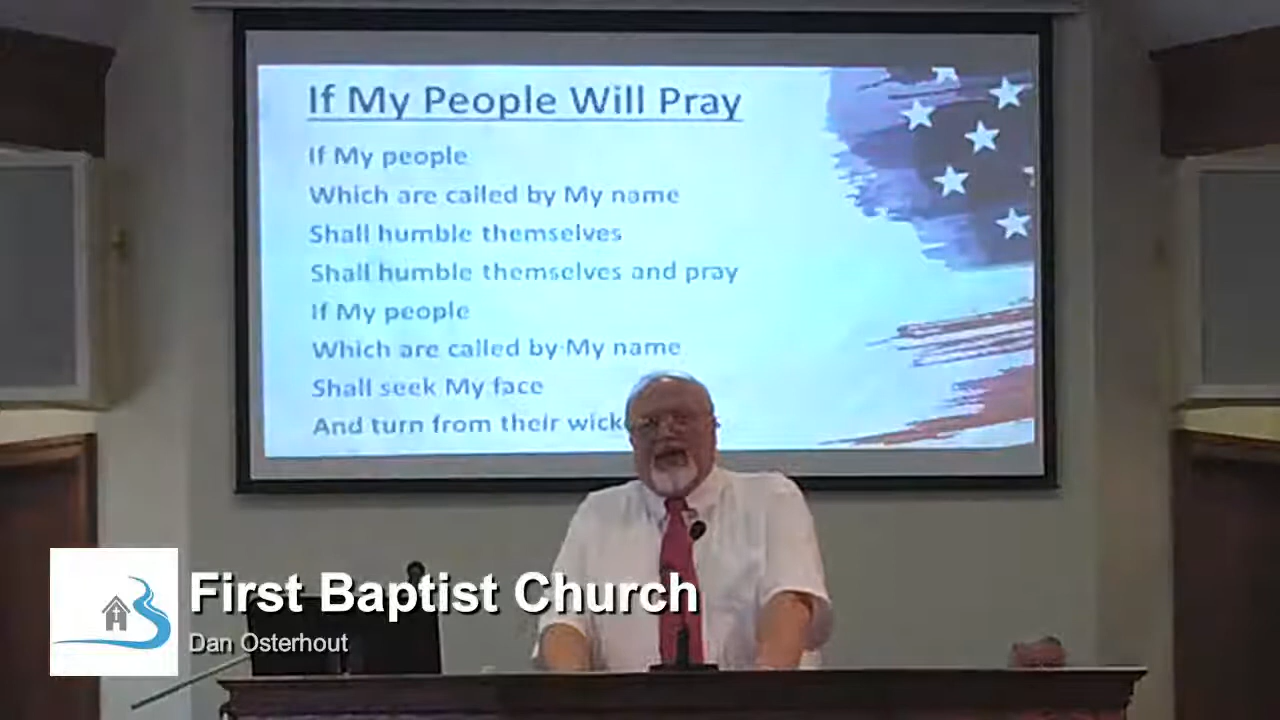 If My People Will Pray
If My people
Which are called by My name
Shall humble themselves
Shall humble themselves and pray
If My people
Which are called by My name
Shall seek My face
And turn from their
First Baptist Church
Dan Osterhout